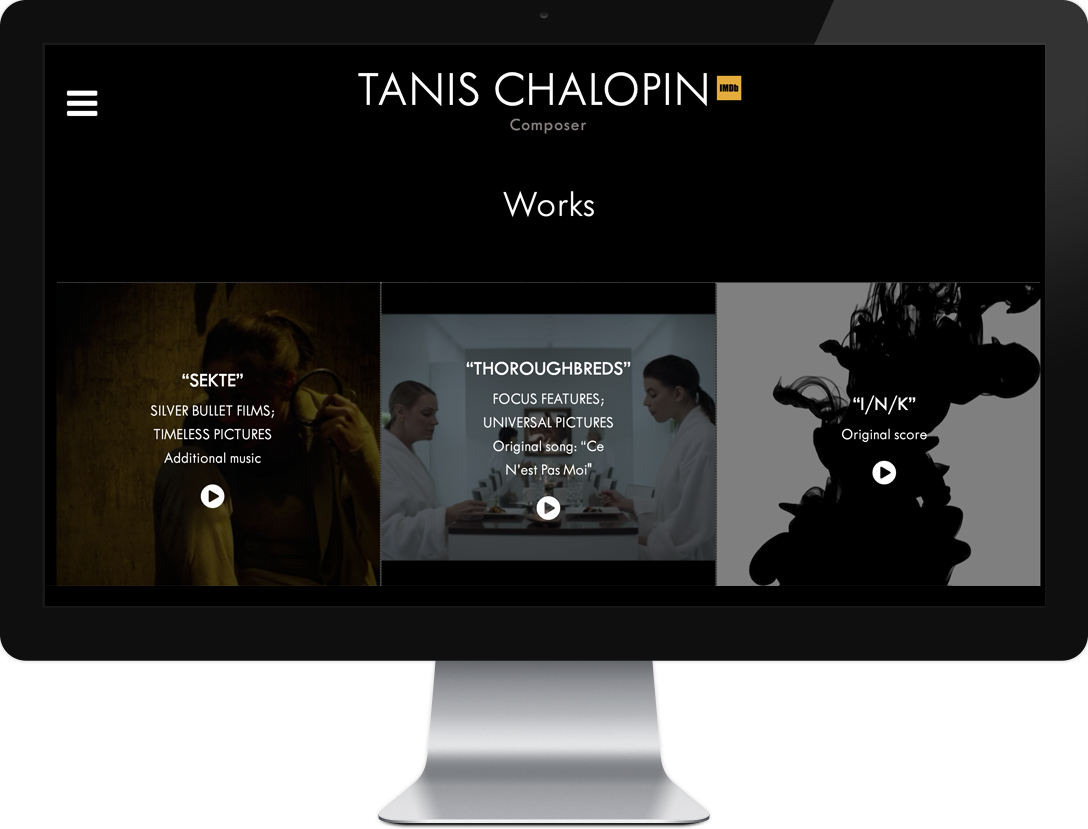 TANIS CHALOPIN
IMDb
Composer
Works
“SEKTE”
SILVER BULLET FILMS;
TIMELESS PICTURES
Additional music
“THOROUGHBREDS”
FOCUS FEATURES;
UNIVERSAL PICTURES
Original song: “Ce
N’est Pas Moi"
“I/N/K”
Original score